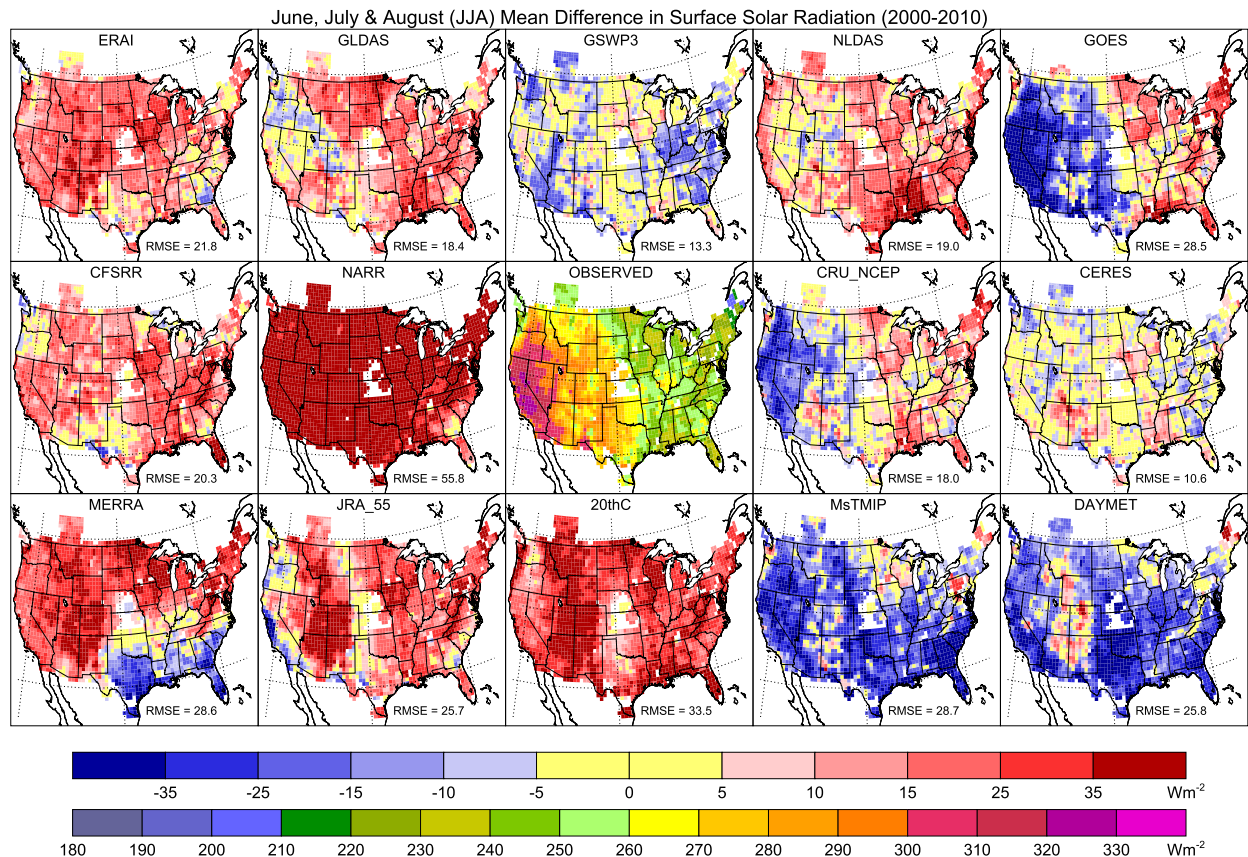 June, July & August (JJA) Mean Difference in Surface Solar Radiation (2000-2010)
ERAI GLDAS GSWP3 NLDAS GOES
RMSE = 21.8 RMSE = 18.4 RMSE = 13.3 RMSE = 19.0 RMSE = 28.5
CFSRR NARR OBSERVED CRU_NCEP CERES
RMSE = 20.3 RMSE = 55.8 RMSE = 18.0 RMSE = 10.6
MERRA JRA_55 20thC MsTMIP DAYMET
RMSE = 28.6 RMSE = 25.7 RMSE = 33.5 RMSE = 28.7 RMSE = 25.8
-35 -25 -15 -10 -5 0 5 10 15 25 35 Wm-2
180 190 200 210 220 230 240 250 260 270 280 290 300 310 320 330 Wm-2